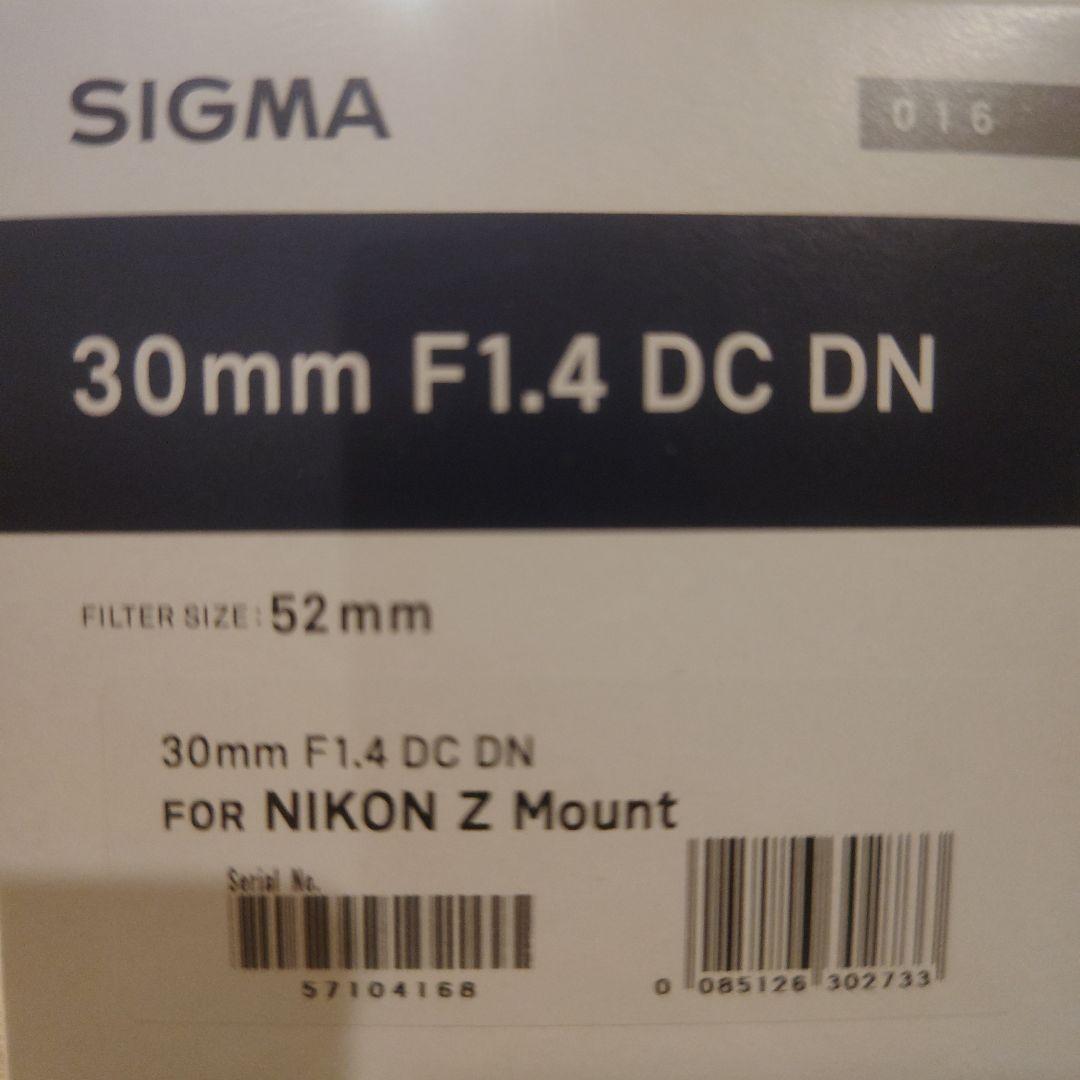 SIGMA
016
30mm F1.4 DC DN
FILTER SIZE: 52mm
30mm F1.4 DC DN
FOR NIKON Z Mount
Serial No.
57104168
0 085126 302733